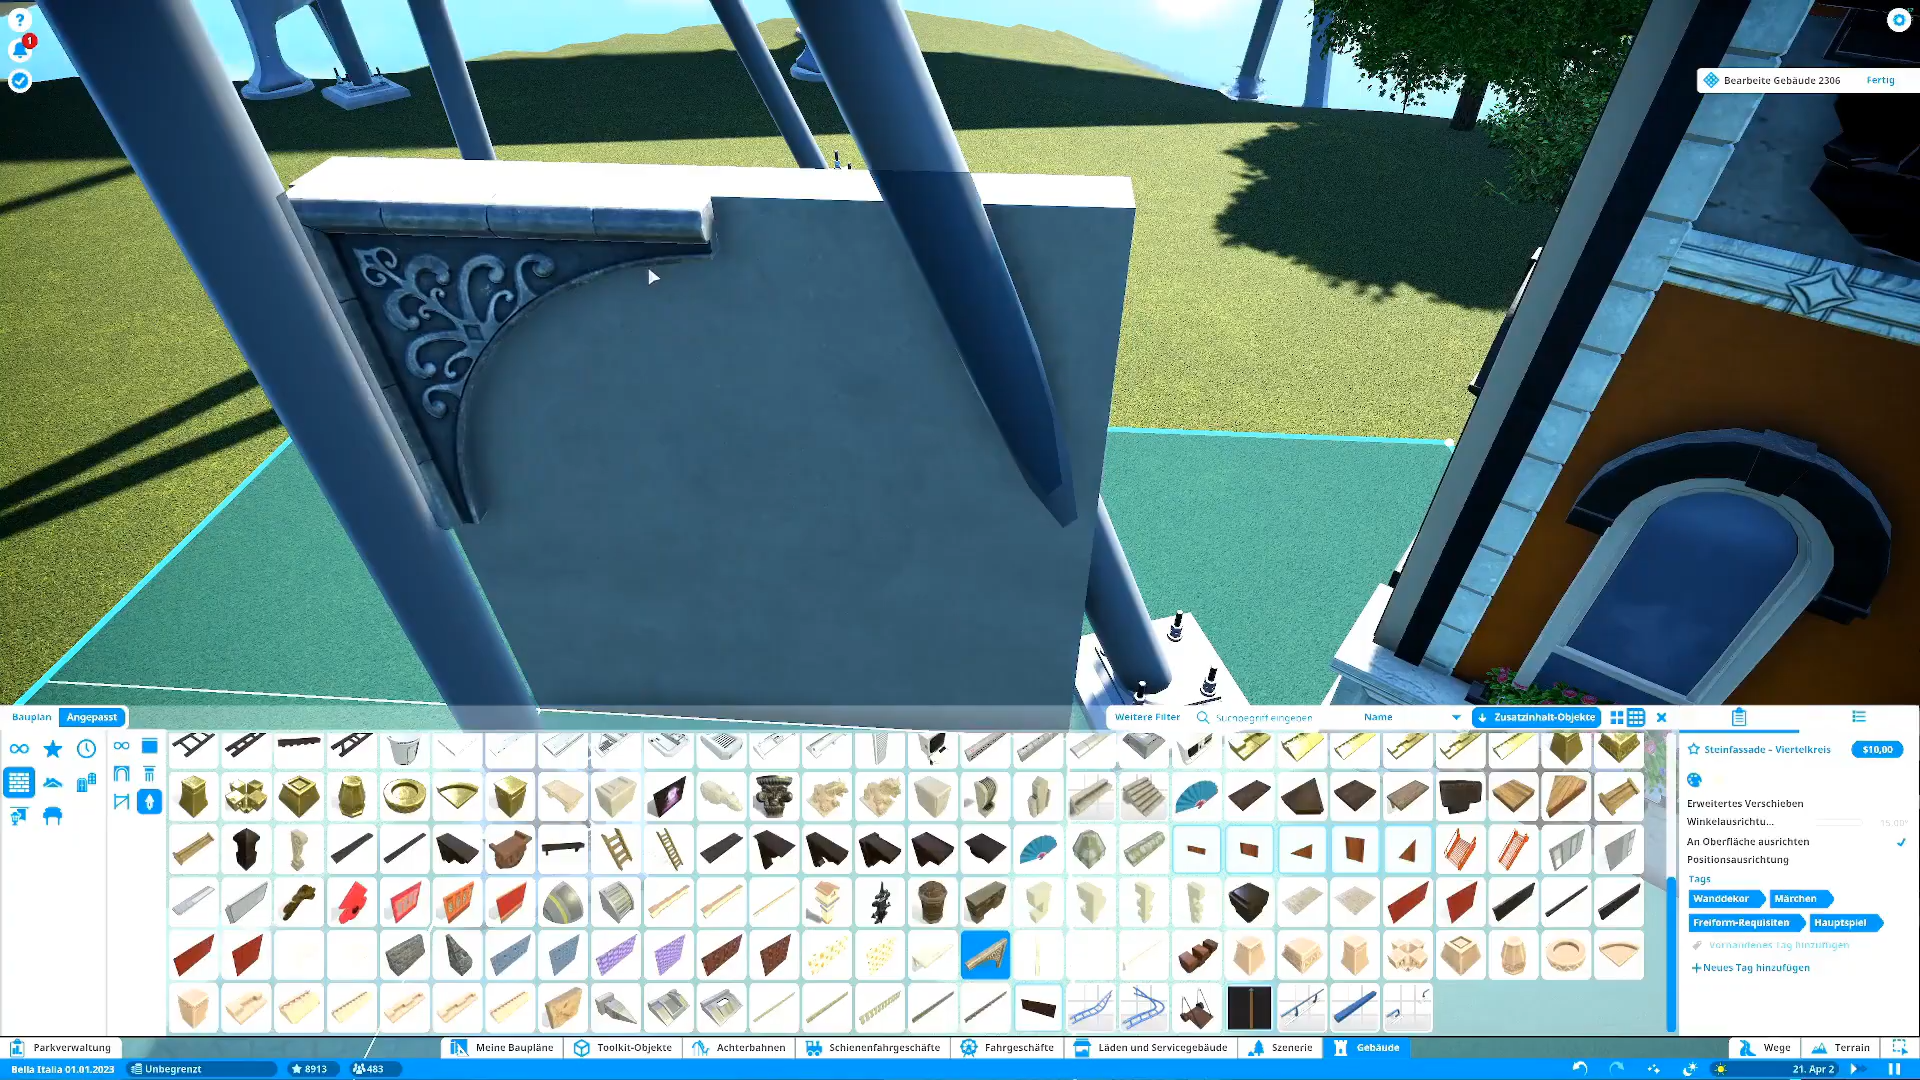 1
Bearbeite Gebäude 2306 Fertig
Bauplan Angepasst
Weitere Filter Suchbegriff eingeben Name Zusatzinhalt-Objekte
Steinfassade – Viertelkreis $10,00
Erweitertes Verschieben
Winkelausrichtu... 15,00°
An Oberfläche ausrichten
Positionsausrichtung
Tags
Wanddekor Märchen
Freiform-Requisiten Hauptspiel
Vorhandenes Tag hinzufügen
+Neues Tag hinzufügen
Parkverwaltung Meine Baupläne Toolkit-Objekte Achterbahnen Schienenfahrgeschäfte Fahrgeschäfte Läden und Servicegebäude Szenerie Gebäude Wege Terrain
Bella Italia 01.01.2023 Unbegrenzt 8913 483 21. Apr 2